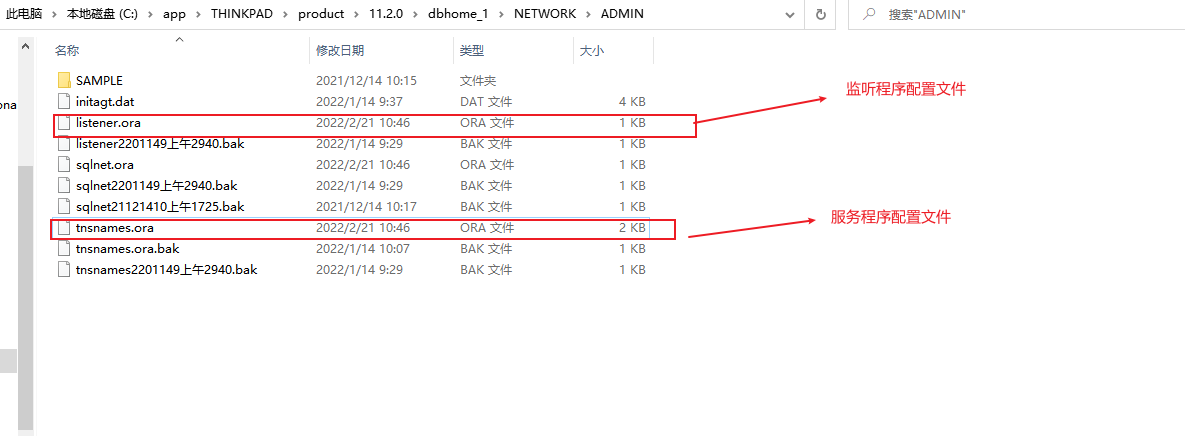 此电脑 > 本地磁盘 (C:) > app > THINKPAD > product > 11.2.0 > dbhome_1 > NETWORK > ADMIN 搜索"ADMIN"
名称 修改日期 类型 大小
SAMPLE 2021/12/14 10:15 文件夹
ona
initagt.dat 2022/1/14 9:37 DAT 文件 4 KB
监听程序配置文件
listener.ora 2022/2/21 10:46 ORA 文件 1 KB
listener2201149上午2940.bak 2022/1/14 9:29 BAK 文件 1 KB
sqlnet.ora 2022/2/21 10:46 ORA 文件 1 KB
sqlnet2201149上午2940.bak 2022/1/14 9:29 BAK 文件 1 KB
sqlnet21121410上午1725.bak 2021/12/14 10:17 BAK 文件 1 KB
服务程序配置文件
tnsnames.ora 2022/2/21 10:46 ORA 文件 2 KB
tnsnames.ora.bak 2022/1/14 10:07 BAK 文件 1 KB
tnsnames2201149上午2940.bak 2022/1/14 9:29 BAK 文件 1 KB